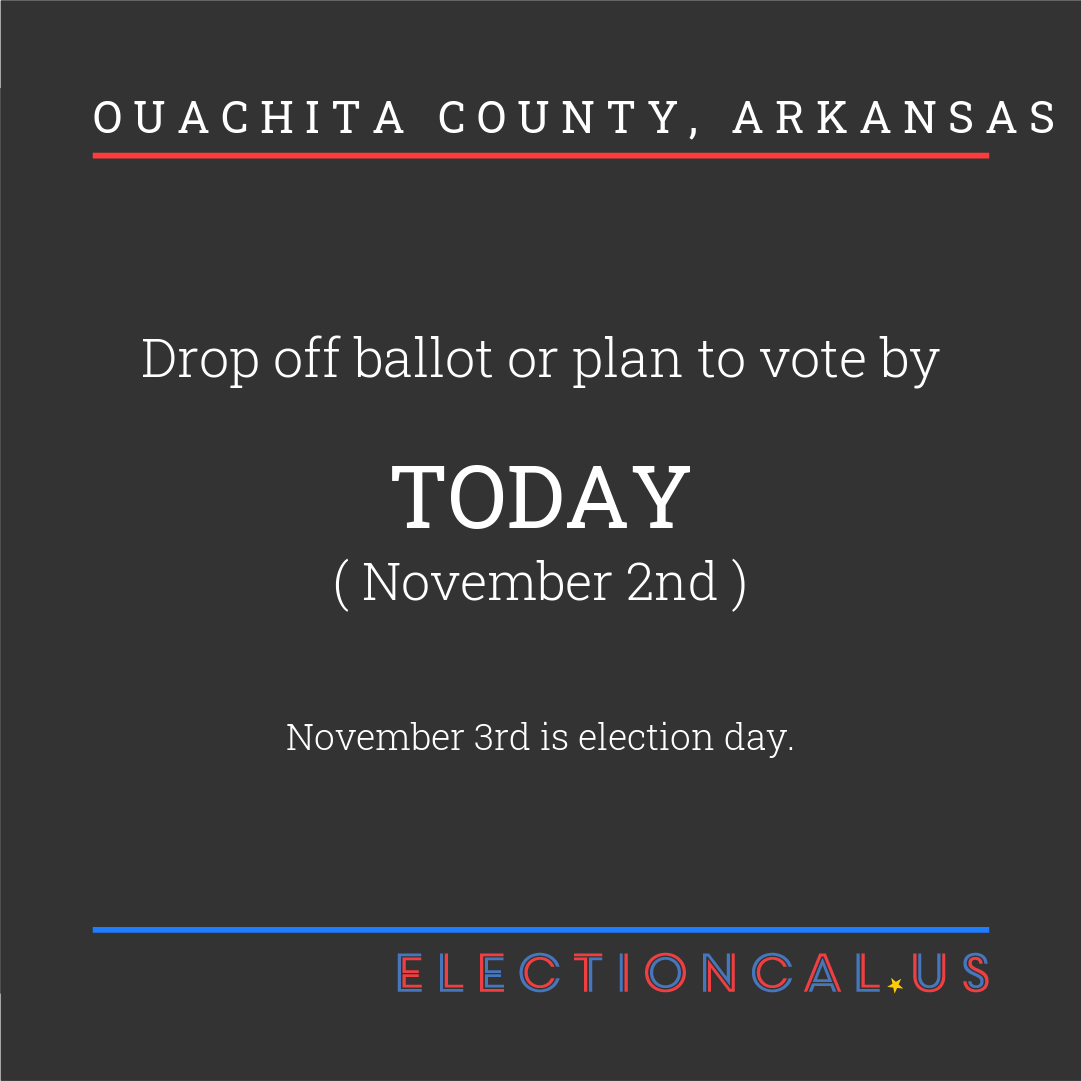 OUACHITA COUNTY, ARKANSAS
Drop off ballot or plan to vote by
TODAY
( November 2nd )
November 3rd is election day.
ELECTIONCAL.US